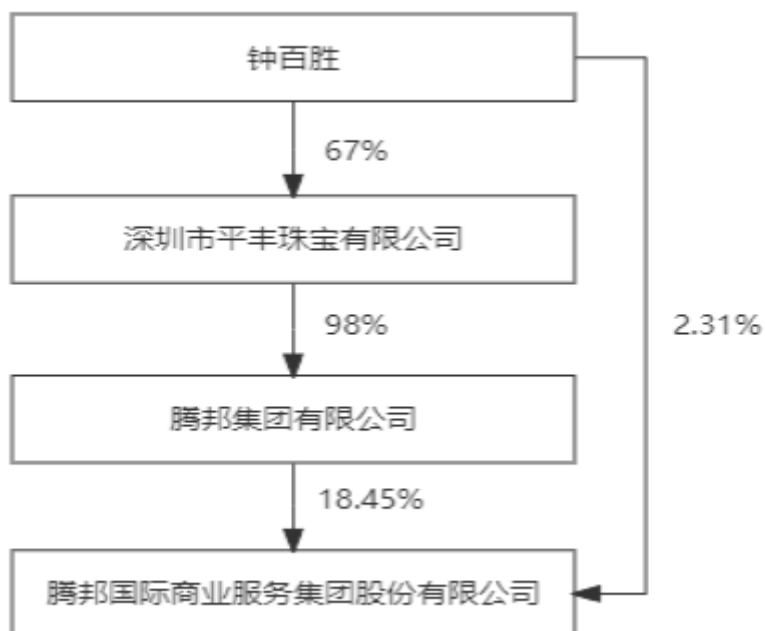 钟百胜
67%
深圳市平丰珠宝有限公司
98%
2.31%
腾邦集团有限公司
18.45%
腾邦国际商业服务集团股份有限公司